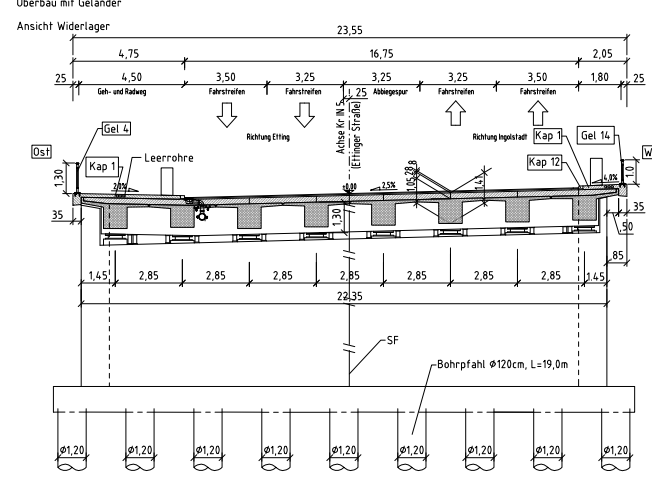 Überbau mit Geländer
Ansicht Widerlager
23,55
4,75 16,75 2,05
25 4,50 3,50 3,25 3,25 3,25 3,50 1,80 25
Geh- und Radweg Fahrstreifen Fahrstreifen Abbiegespur Fahrstreifen Fahrstreifen
25
Achse Kr IN 5
(Ettinger Straße)
Richtung Etting Richtung Ingolstadt
Gel 4 Kap 1 Gel 14
Ost Kap 1 Leerrohre Kap 12 W
1,30 2,0% ±0,00 2,5% 1,05 28,8 1,41 4,0% 1,0
35 1,30 35
50
85
1,45 2,85 2,85 2,85 2,85 2,85 2,85 2,85 1,45
22,35
SF
Bohrpfahl Ø120cm, L=19,0m
Ø1,20 Ø1,20 Ø1,20 Ø1,20 Ø1,20 Ø1,20 Ø1,20 Ø1,20 Ø1,20